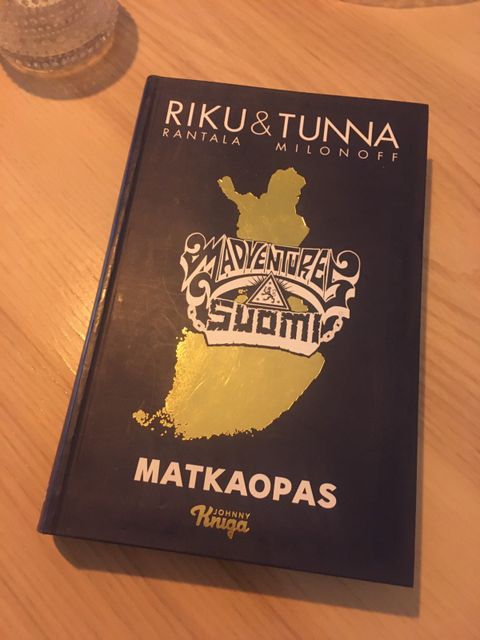 RIKU & TUNNA
RANTALA MILONOFF
MADVENTURES
SUOMI
MATKAOPAS
JOHNNY
Kniga